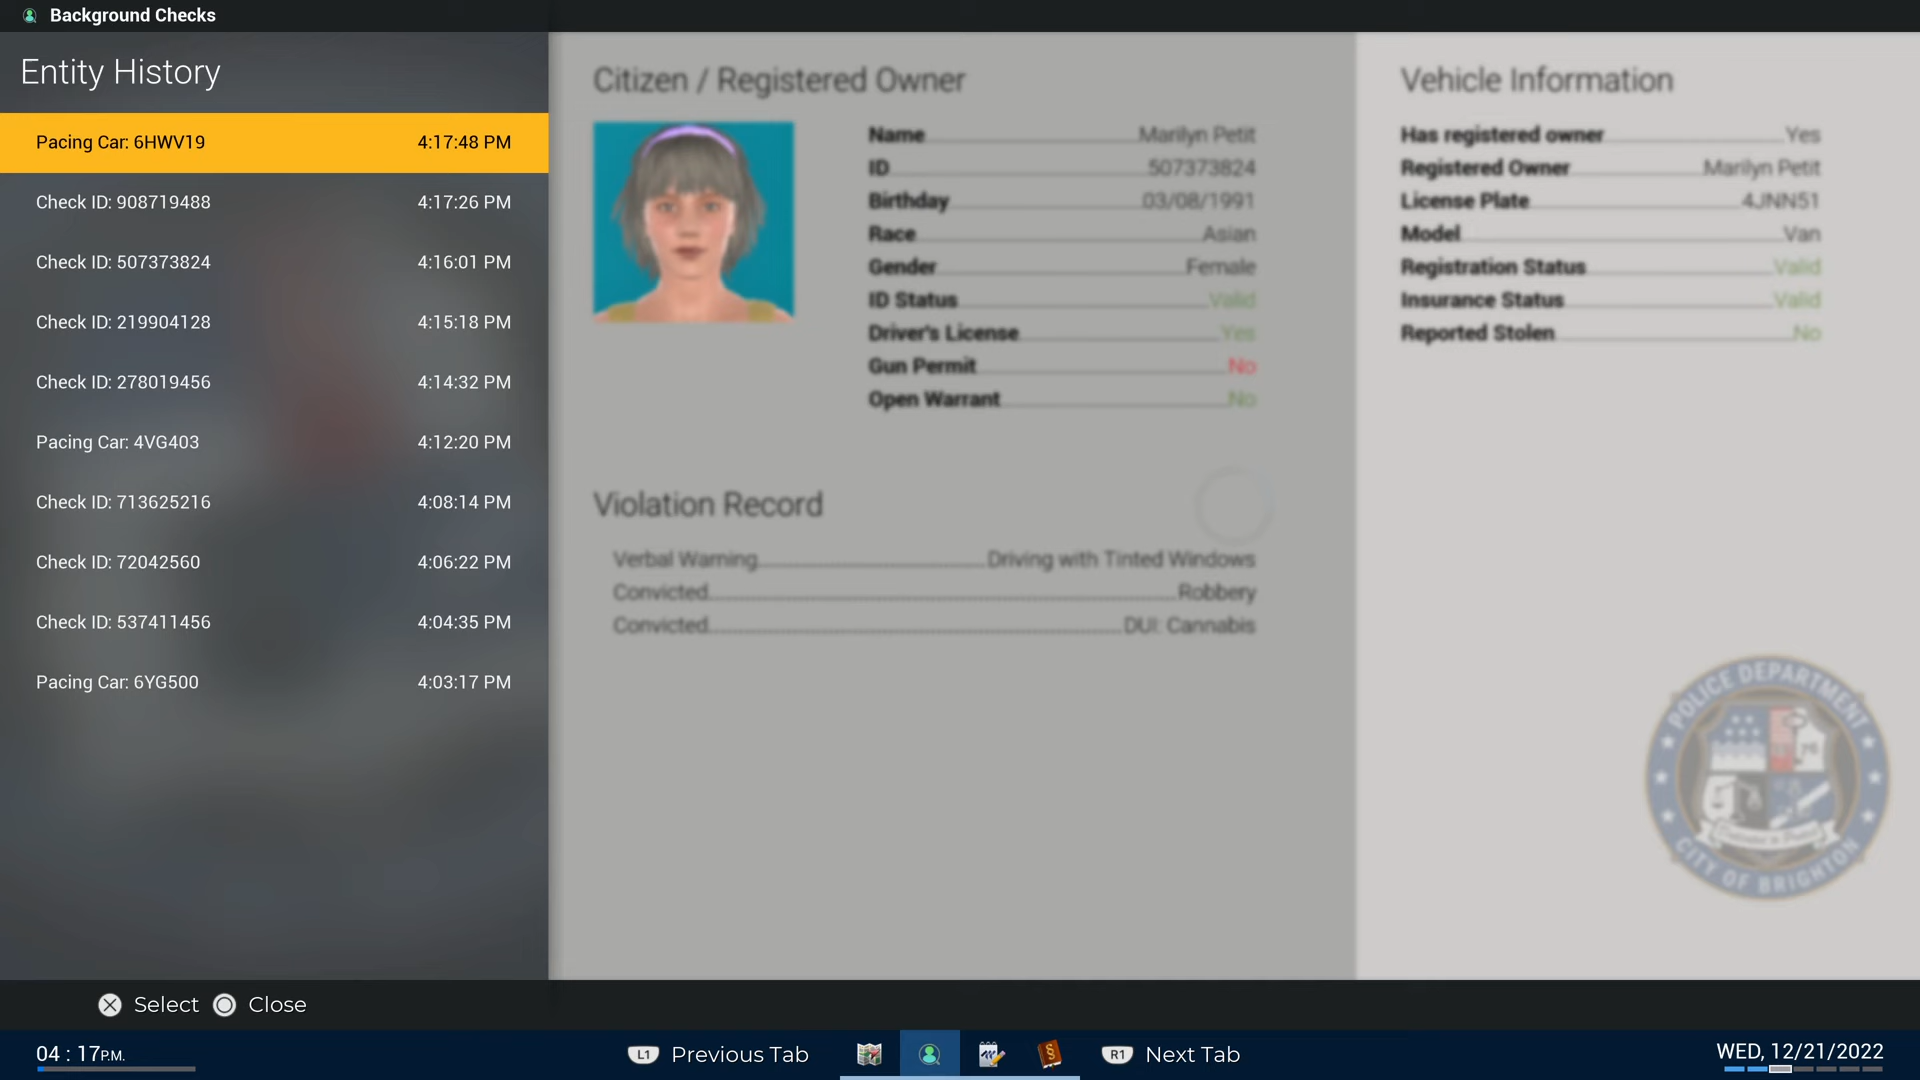 Background Checks
Entity History
Pacing Car: 6HWV19 4:17:48 PM
Check ID: 908719488 4:17:26 PM
Check ID: 507373824 4:16:01 PM
Check ID: 219904128 4:15:18 PM
Check ID: 278019456 4:14:32 PM
Pacing Car: 4VG403 4:12:20 PM
Check ID: 713625216 4:08:14 PM
Check ID: 72042560 4:06:22 PM
Check ID: 537411456 4:04:35 PM
Pacing Car: 6YG500 4:03:17 PM
Citizen / Registered Owner
Name Marilyn Petit
ID 507373824
Birthday 03/08/1991
Race Asian
Gender Female
ID Status Valid
Driver's License Yes
Gun Permit No
Open Warrant No
Violation Record
Verbal Warning Driving with Tinted Windows
Convicted Robbery
Convicted DUI: Cannabis
Vehicle Information
Has registered owner Yes
Registered Owner Marilyn Petit
License Plate 4JNN51
Model Van
Registration Status Valid
Insurance Status Valid
Reported Stolen No
POLICE DEPARTMENT
CITY OF BRIGHTON
Select Close
04 : 17 P.M.
L1 Previous Tab
R1 Next Tab
WED, 12/21/2022